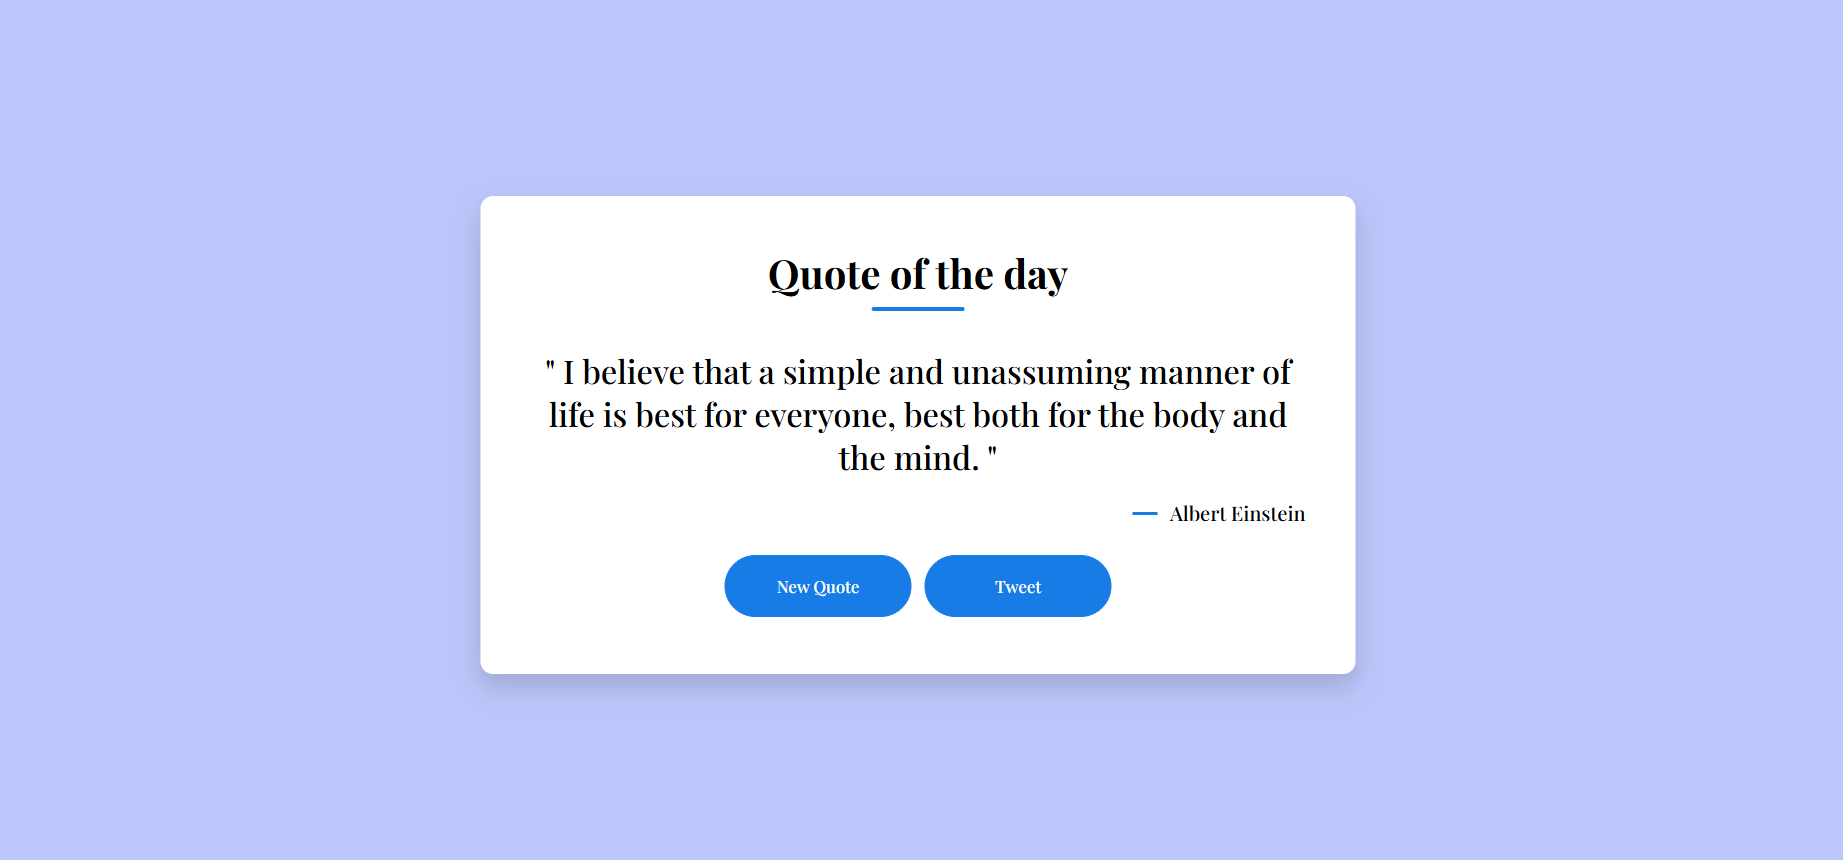 Quote of the day
" I believe that a simple and unassuming manner of
life is best for everyone, best both for the body and
the mind. "
Albert Einstein
New Quote
Tweet